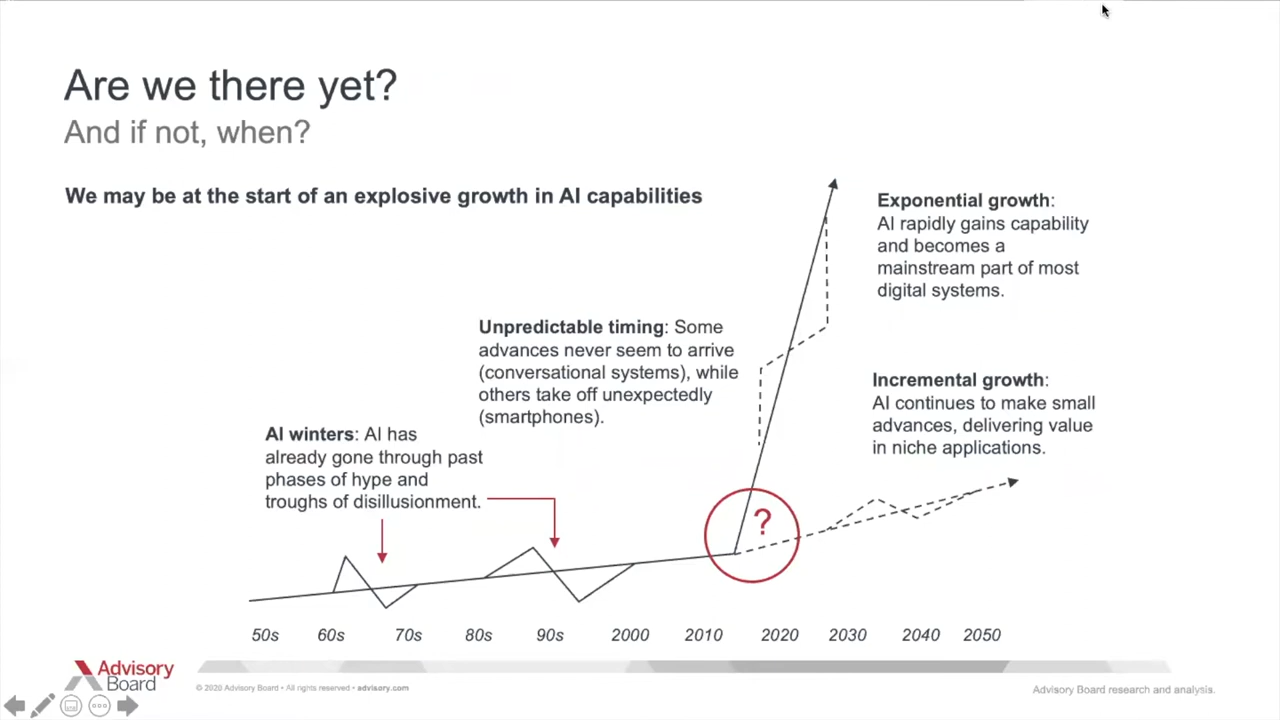 Are we there yet?
And if not, when?
We may be at the start of an explosive growth in AI capabilities
Exponential growth:
AI rapidly gains capability
and becomes a
mainstream part of most
digital systems.
Unpredictable timing: Some
advances never seem to arrive
(conversational systems), while
others take off unexpectedly
(smartphones).
Incremental growth:
AI continues to make small
advances, delivering value
in niche applications.
AI winters: AI has
already gone through past
phases of hype and
troughs of disillusionment.
?
50s 60s 70s 80s 90s 2000 2010 2020 2030 2040 2050
Advisory
Board
© 2020 Advisory Board • All rights reserved • advisory.com
Advisory Board research and analysis.